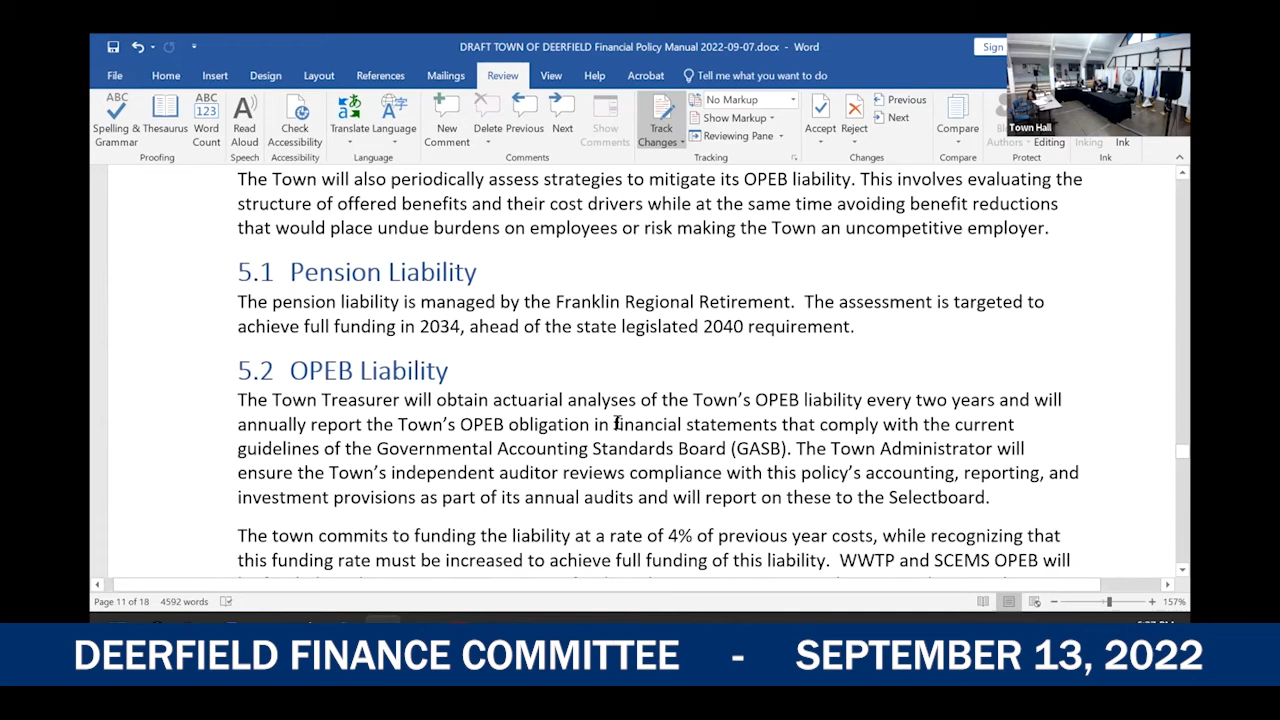 DRAFT TOWN OF DEERFIELD Financial Policy Manual 2022-09-07.docx - Word
Sign
File Home Insert Design Layout References Mailings Review View Help Acrobat Tell me what you want to do
Spelling & Grammar
Thesaurus
Word Count
Read Aloud
Check Accessibility
Translate
Language
New Comment
Delete
Previous
Next
Show Comments
Track Changes
No Markup
Show Markup
Reviewing Pane
Accept
Reject
Previous
Next
Compare
Authors
Editing
Inking
Ink
Proofing Speech Accessibility Language Comments Tracking Changes Compare Protect Ink
Town Hall
The Town will also periodically assess strategies to mitigate its OPEB liability. This involves evaluating the
structure of offered benefits and their cost drivers while at the same time avoiding benefit reductions
that would place undue burdens on employees or risk making the Town an uncompetitive employer.
5.1 Pension Liability
The pension liability is managed by the Franklin Regional Retirement. The assessment is targeted to
achieve full funding in 2034, ahead of the state legislated 2040 requirement.
5.2 OPEB Liability
The Town Treasurer will obtain actuarial analyses of the Town's OPEB liability every two years and will
annually report the Town's OPEB obligation in financial statements that comply with the current
guidelines of the Governmental Accounting Standards Board (GASB). The Town Administrator will
ensure the Town's independent auditor reviews compliance with this policy's accounting, reporting, and
investment provisions as part of its annual audits and will report on these to the Selectboard.
The town commits to funding the liability at a rate of 4% of previous year costs, while recognizing that
this funding rate must be increased to achieve full funding of this liability. WWTP and SCEMS OPEB will
Page 11 of 18 4592 words
157%
DEERFIELD FINANCE COMMITTEE - SEPTEMBER 13, 2022